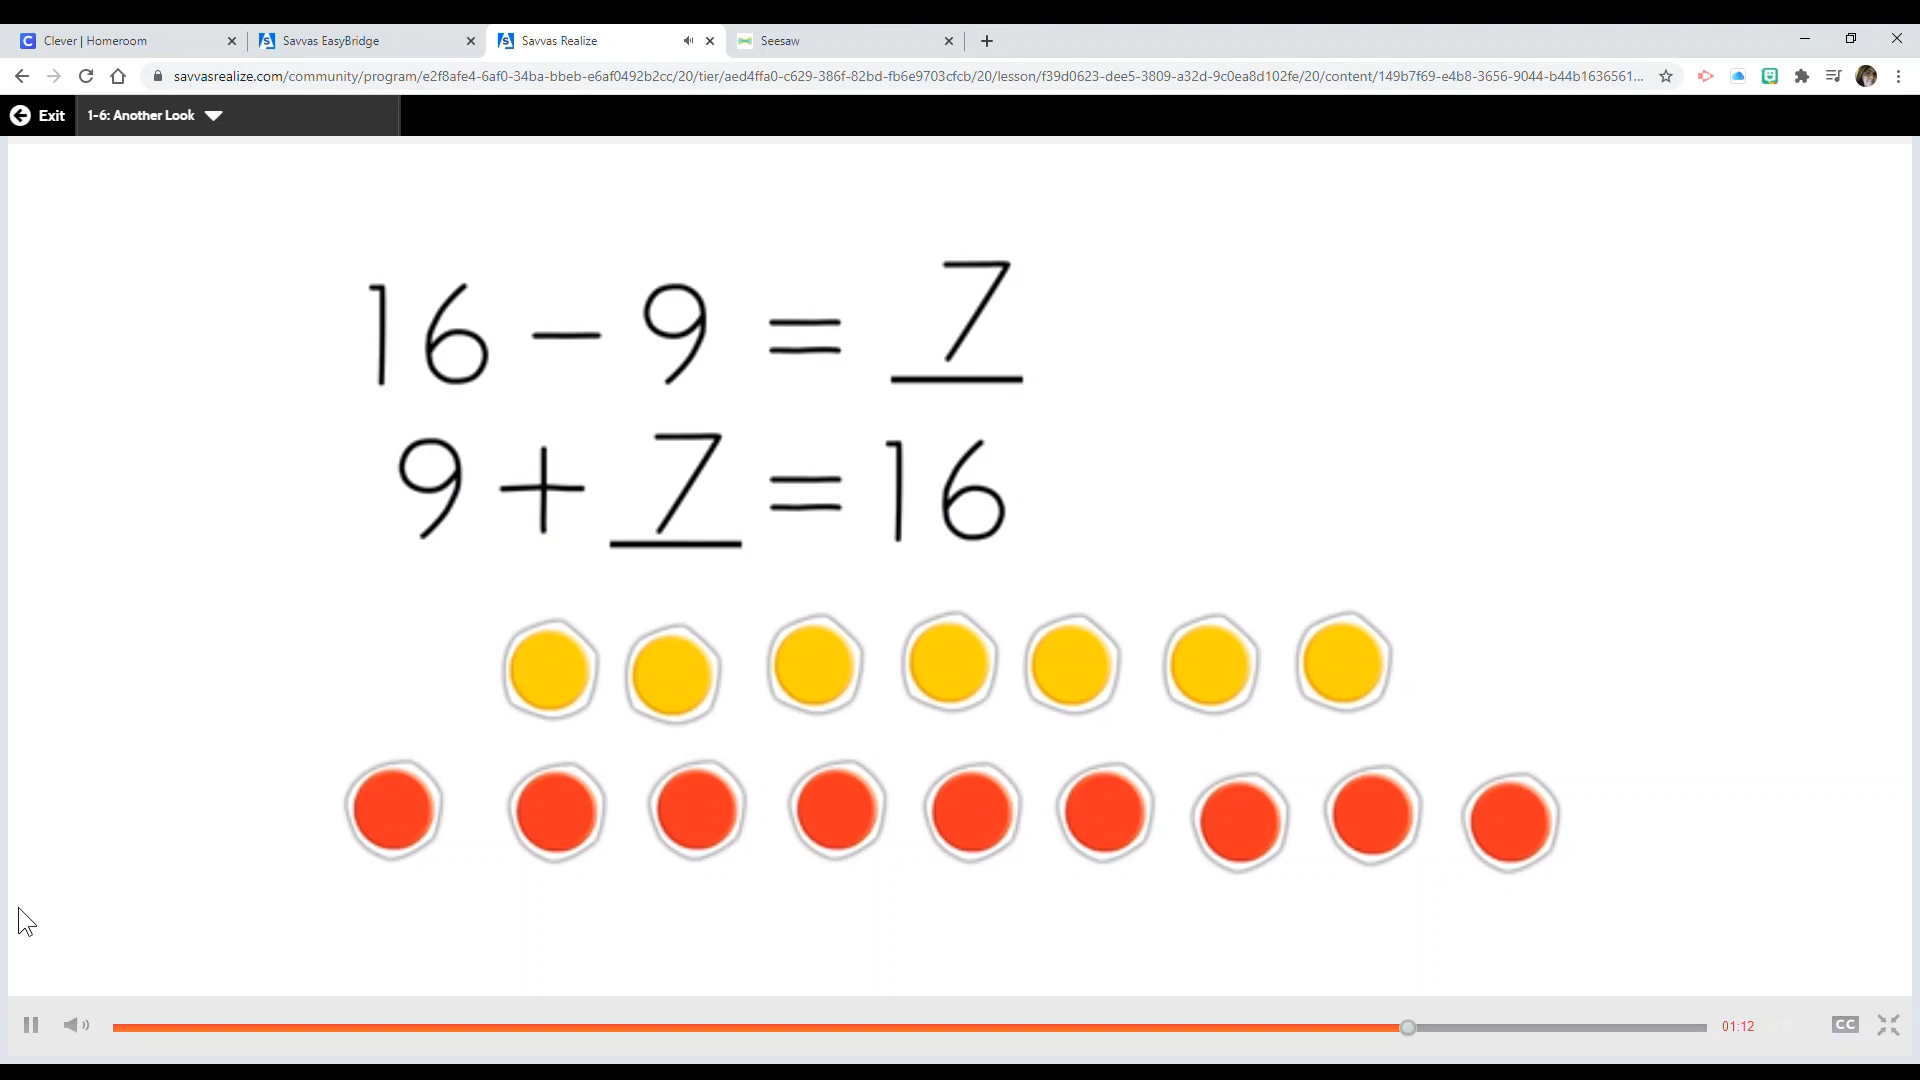 Clever | Homeroom
Savvas EasyBridge
Savvas Realize
Seesaw
savvasrealize.com/community/program/e2f8afe4-6af0-34ba-bbeb-e6af0492b2cc/20/tier/aed4ffa0-c629-386f-82bd-fb6e9703cfcb/20/lesson/f39d0623-dee5-3809-a32d-9c0ea8d102fe/20/content/149b7f69-e4b8-3656-9044-b44b1636561...
Exit
1-6: Another Look
16 − 9 = 7
9 + 7 = 16
01:12
CC